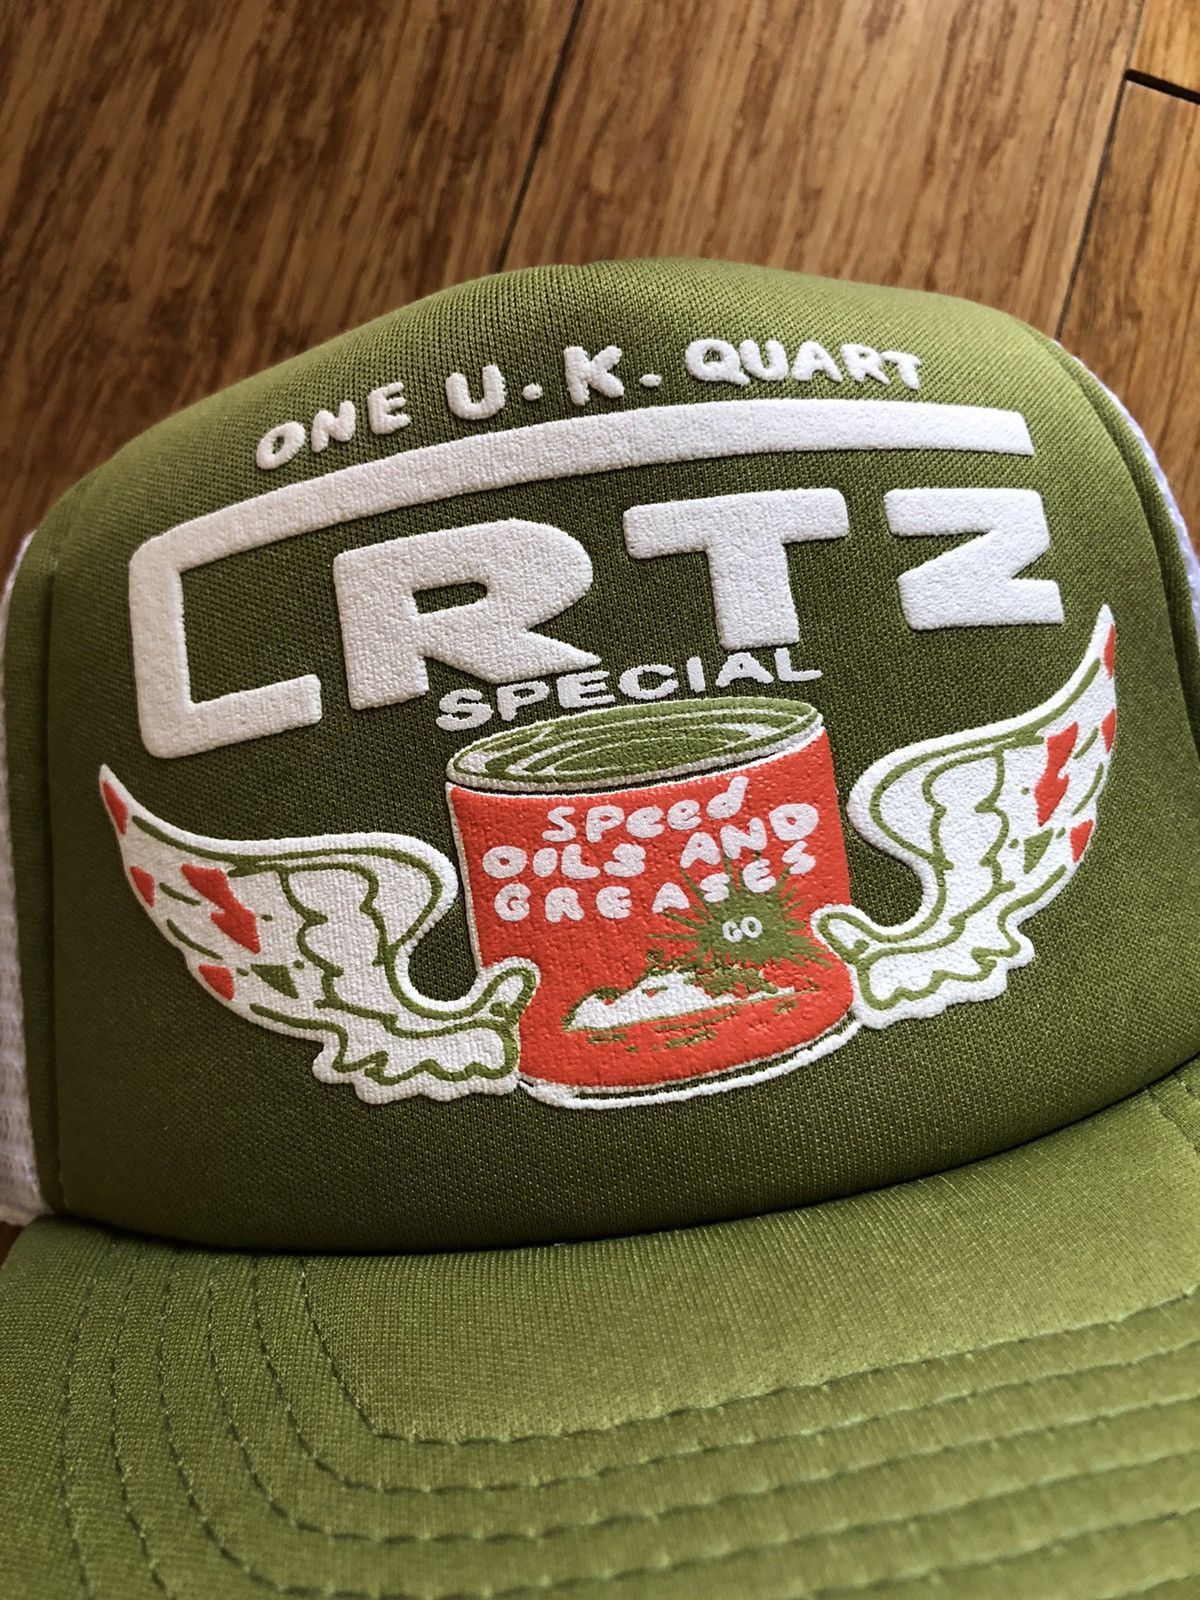 ONE U.K. QUART
CRTZ
SPECIAL
Speed
OILS AND
GREASES
GO